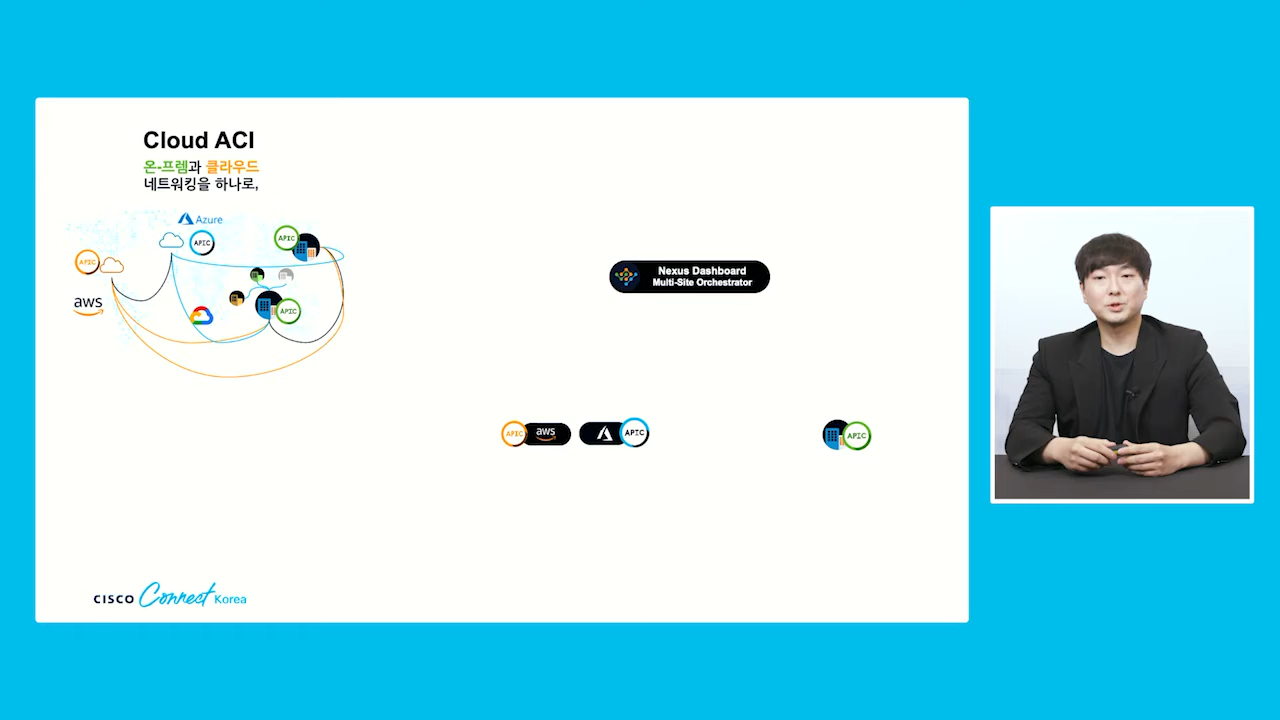 Cloud ACI
온-프렘과 클라우드
네트워킹을 하나로,
Azure
APIC
APIC
APIC
aws
APIC
Nexus Dashboard
Multi-Site Orchestrator
APIC
aws
APIC
APIC
CISCO Connect Korea